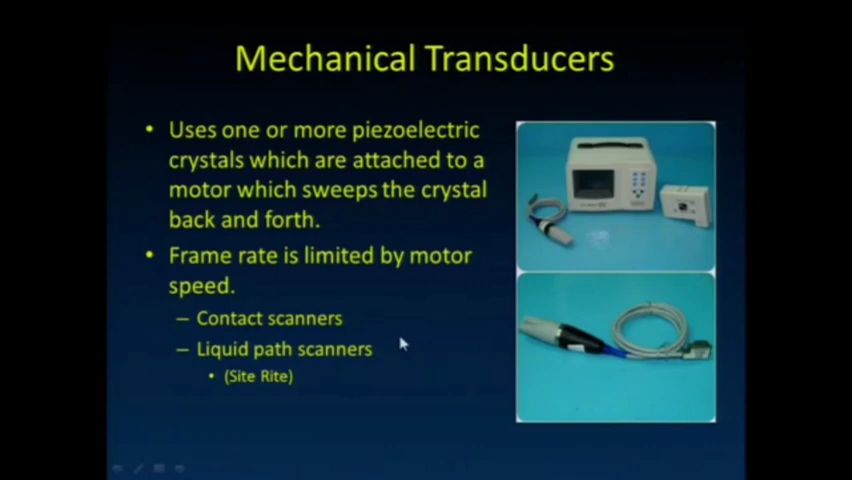 Mechanical Transducers
• Uses one or more piezoelectric
crystals which are attached to a
motor which sweeps the crystal
back and forth.
• Frame rate is limited by motor
speed.
– Contact scanners
– Liquid path scanners
• (Site Rite)